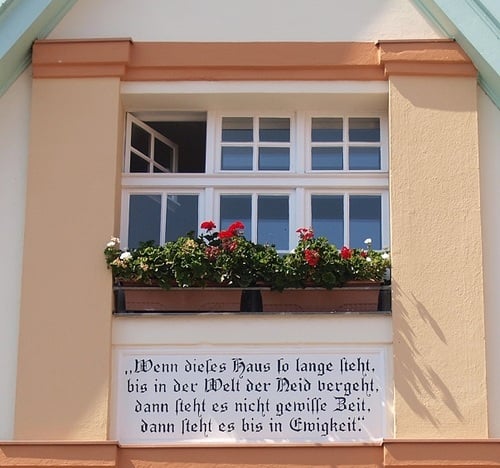 „Wenn dieses Haus so lange steht,
bis in der Welt der Neid vergeht,
dann steht es nicht gewisse Zeit,
dann steht es bis in Ewigkeit.“